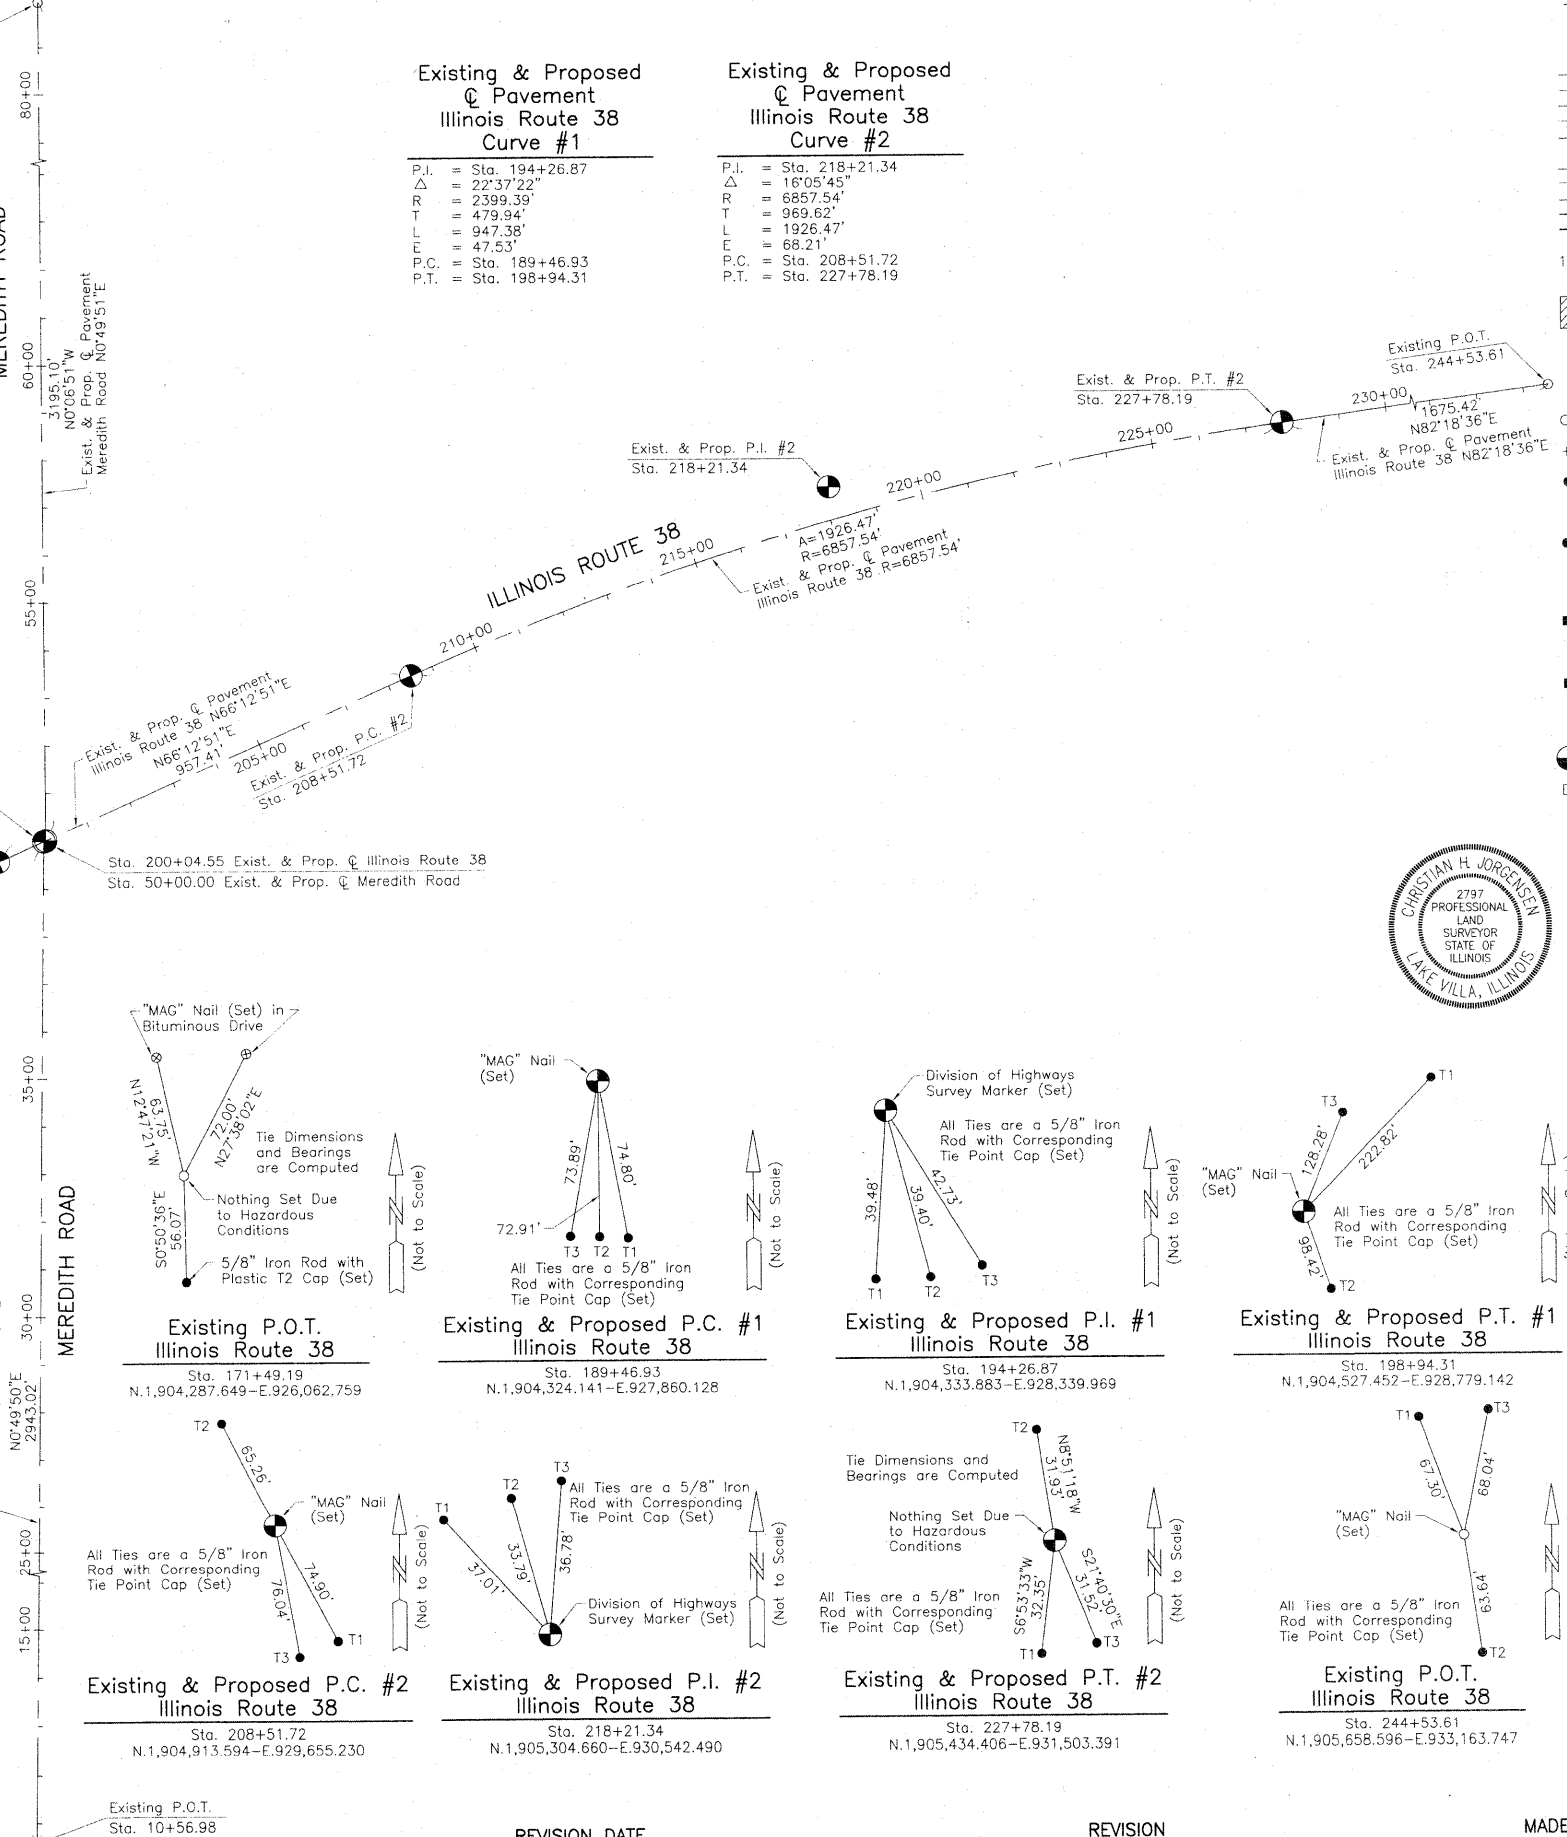 Existing & Proposed
℄ Pavement
Illinois Route 38
Curve #1
P.I. = Sta. 194+26.87
△ = 22°37'22"
R = 2399.39'
T = 479.94'
L = 947.38'
E = 47.53'
P.C. = Sta. 189+46.93
P.T. = Sta. 198+94.31
Existing & Proposed
℄ Pavement
Illinois Route 38
Curve #2
P.I. = Sta. 218+21.34
△ = 16°05'45"
R = 6857.54'
T = 969.62'
L = 1926.47'
E = 68.21'
P.C. = Sta. 208+51.72
P.T. = Sta. 227+78.19
80+00
MEREDITH ROAD
60+00
3195.10'
N0°06'51"W
Exist. & Prop. ℄ Pavement
Meredith Road N0°49'51"E
55+00
Existing P.O.T.
Sta. 244+53.61
Exist. & Prop. P.T. #2
Sta. 227+78.19
230+00
1675.42'
N82°18'36"E
Exist. & Prop. ℄ Pavement
Illinois Route 38 N82°18'36"E
225+00
Exist. & Prop. P.I. #2
Sta. 218+21.34
220+00
A=1926.47'
R=6857.54'
Exist. & Prop. ℄ Pavement
Illinois Route 38 R=6857.54'
ILLINOIS ROUTE 38
215+00
210+00
Exist. & Prop. ℄ Pavement
Illinois Route 38 N66°12'51"E
N66°12'51"E
957.41'
205+00
Exist. & Prop. P.C. #2
Sta. 208+51.72
Sta. 200+04.55 Exist. & Prop. ℄ Illinois Route 38
Sta. 50+00.00 Exist. & Prop. ℄ Meredith Road
CHRISTIAN H. JORGENSEN
2797
PROFESSIONAL
LAND
SURVEYOR
STATE OF
ILLINOIS
LAKE VILLA, ILLINOIS
35+00
MEREDITH ROAD
30+00
N0°49'50"E
2943.02'
25+00
15+00
"MAG" Nail (Set) in
Bituminous Drive
N12°47'21"W
63.75'
72.00'
N27°38'02"E
Tie Dimensions
and Bearings
are Computed
Nothing Set Due
to Hazardous
Conditions
S0°50'36"E
56.07'
5/8" Iron Rod with
Plastic T2 Cap (Set)
N
(Not to Scale)
Existing P.O.T.
Illinois Route 38
Sta. 171+49.19
N.1,904,287.649-E.926,062,759
"MAG" Nail
(Set)
73.89'
74.80'
72.91'
T3 T2 T1
All Ties are a 5/8" Iron
Rod with Corresponding
Tie Point Cap (Set)
N
(Not to Scale)
Existing & Proposed P.C. #1
Illinois Route 38
Sta. 189+46.93
N.1,904,324.141-E.927,860.128
Division of Highways
Survey Marker (Set)
All Ties are a 5/8" Iron
Rod with Corresponding
Tie Point Cap (Set)
39.48'
39.40'
42.73'
T1 T2 T3
N
(Not to Scale)
Existing & Proposed P.I. #1
Illinois Route 38
Sta. 194+26.87
N.1,904,333.883-E.928,339.969
T1
T3
128.28'
222.82'
"MAG" Nail
(Set)
All Ties are a 5/8" Iron
Rod with Corresponding
Tie Point Cap (Set)
98.42'
T2
N
Existing & Proposed P.T. #1
Illinois Route 38
Sta. 198+94.31
N.1,904,527.452-E.928,779.142
T2
65.26'
"MAG" Nail
(Set)
All Ties are a 5/8" Iron
Rod with Corresponding
Tie Point Cap (Set)
76.04'
74.90'
T1
T3
N
(Not to Scale)
Existing & Proposed P.C. #2
Illinois Route 38
Sta. 208+51.72
N.1,904,913.594-E.929,655.230
T3
T2
T1
All Ties are a 5/8" Iron
Rod with Corresponding
Tie Point Cap (Set)
37.01'
33.79'
36.78'
Division of Highways
Survey Marker (Set)
N
(Not to Scale)
Existing & Proposed P.I. #2
Illinois Route 38
Sta. 218+21.34
N.1,905,304.660-E.930,542.490
T2
N8°51'18"W
31.93'
Tie Dimensions and
Bearings are Computed
Nothing Set Due
to Hazardous
Conditions
All Ties are a 5/8" Iron
Rod with Corresponding
Tie Point Cap (Set)
S6°53'33"W
32.35'
S21°40'30"E
31.52'
T1
T3
N
(Not to Scale)
Existing & Proposed P.T. #2
Illinois Route 38
Sta. 227+78.19
N.1,905,434.406-E.931,503.391
T1
T3
67.30'
68.04'
"MAG" Nail
(Set)
All Ties are a 5/8" Iron
Rod with Corresponding
Tie Point Cap (Set)
63.64'
T2
N
Existing P.O.T.
Illinois Route 38
Sta. 244+53.61
N.1,905,658.596-E.933,163.747
Existing P.O.T.
Sta. 10+56.98
REVISION DATE
REVISION
MADE